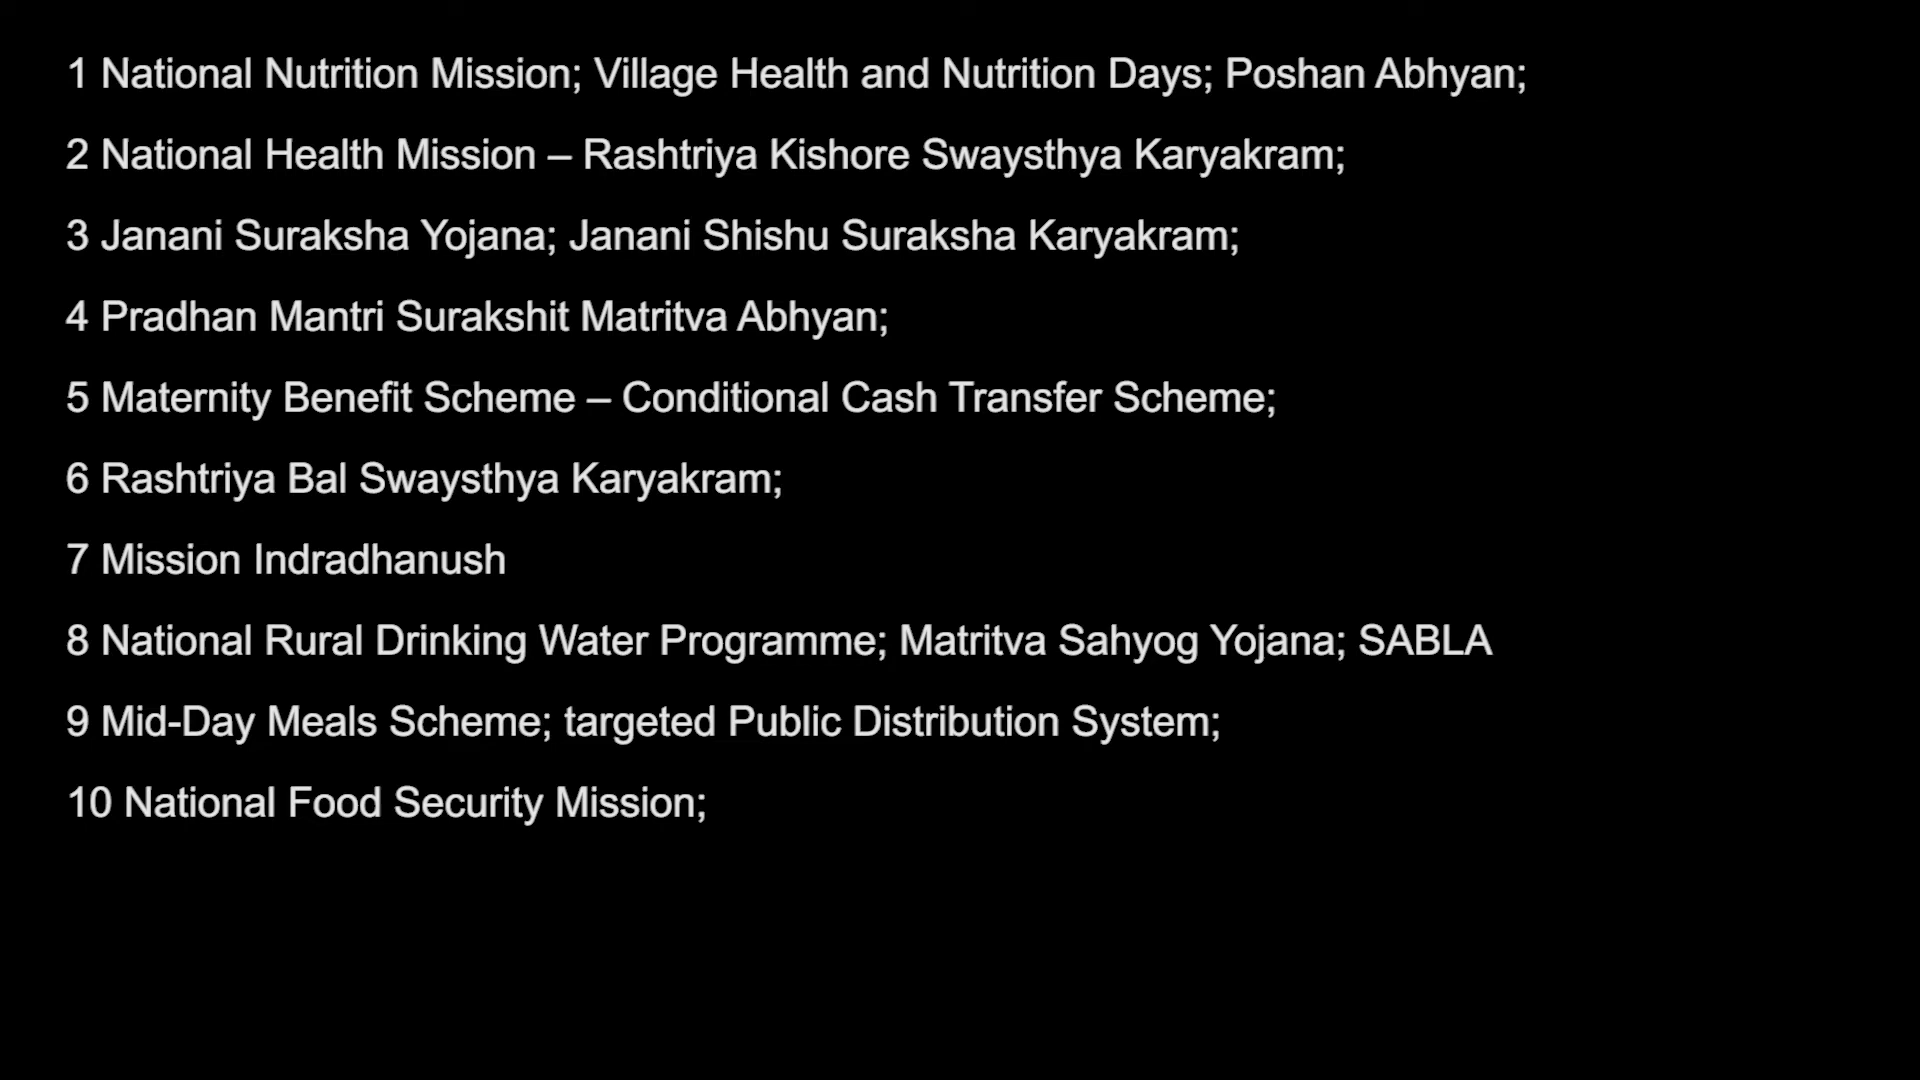 1 National Nutrition Mission; Village Health and Nutrition Days; Poshan Abhyan;
2 National Health Mission – Rashtriya Kishore Swaysthya Karyakram;
3 Janani Suraksha Yojana; Janani Shishu Suraksha Karyakram;
4 Pradhan Mantri Surakshit Matritva Abhyan;
5 Maternity Benefit Scheme – Conditional Cash Transfer Scheme;
6 Rashtriya Bal Swaysthya Karyakram;
7 Mission Indradhanush
8 National Rural Drinking Water Programme; Matritva Sahyog Yojana; SABLA
9 Mid-Day Meals Scheme; targeted Public Distribution System;
10 National Food Security Mission;